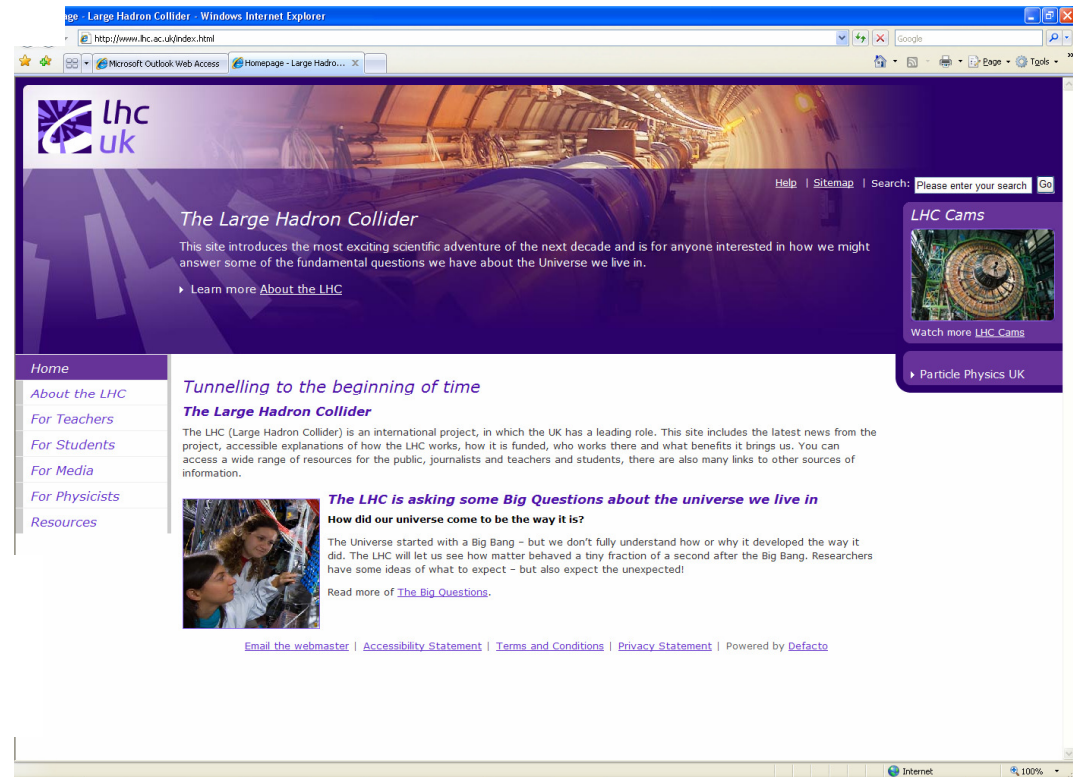 ge - Large Hadron Collider - Windows Internet Explorer
http://www.lhc.ac.uk/index.html
Google
Microsoft Outlook Web Access
Homepage - Large Hadro...
Page
Tools
lhc
uk
Help | Sitemap | Search: Please enter your search Go
The Large Hadron Collider
This site introduces the most exciting scientific adventure of the next decade and is for anyone interested in how we might
answer some of the fundamental questions we have about the Universe we live in.
Learn more About the LHC
LHC Cams
Watch more LHC Cams
Particle Physics UK
Home
About the LHC
For Teachers
For Students
For Media
For Physicists
Resources
Tunnelling to the beginning of time
The Large Hadron Collider
The LHC (Large Hadron Collider) is an international project, in which the UK has a leading role. This site includes the latest news from the
project, accessible explanations of how the LHC works, how it is funded, who works there and what benefits it brings us. You can
access a wide range of resources for the public, journalists and teachers and students, there are also many links to other sources of
information.
The LHC is asking some Big Questions about the universe we live in
How did our universe come to be the way it is?
The Universe started with a Big Bang – but we don't fully understand how or why it developed the way it
did. The LHC will let us see how matter behaved a tiny fraction of a second after the Big Bang. Researchers
have some ideas of what to expect – but also expect the unexpected!
Read more of The Big Questions.
Email the webmaster | Accessibility Statement | Terms and Conditions | Privacy Statement | Powered by Defacto
Internet
100%